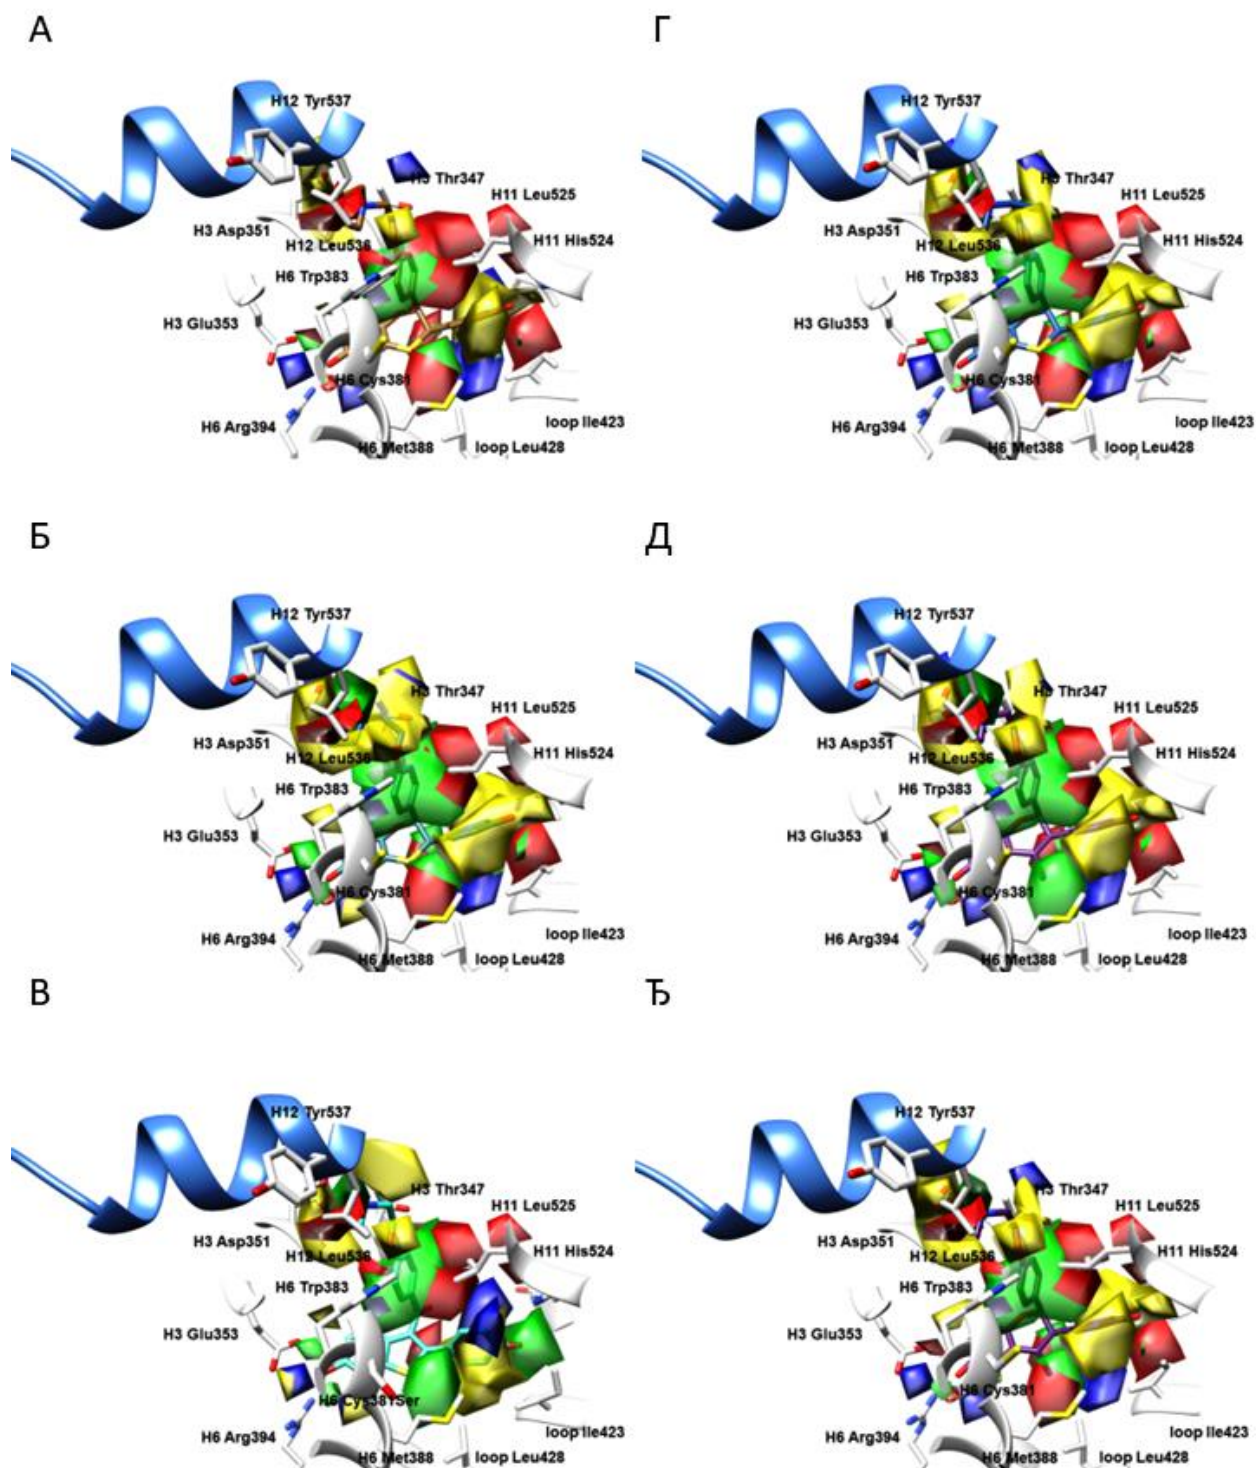 А
H12 Tyr537
H3 Thr347
H11 Leu525
H3 Asp351
H12 Leu536
H11 His524
H6 Trp383
H3 Glu353
H6 Cys381
H6 Arg394
loop Ile423
H6 Met388
loop Leu428
Г
H12 Tyr537
H3 Thr347
H11 Leu525
H3 Asp351
H12 Leu536
H11 His524
H6 Trp383
H3 Glu353
H6 Cys381
H6 Arg394
loop Ile423
H6 Met388
loop Leu428
Б
H12 Tyr537
H3 Thr347
H11 Leu525
H3 Asp351
H12 Leu536
H11 His524
H6 Trp383
H3 Glu353
H6 Cys381
H6 Arg394
loop Ile423
H6 Met388
loop Leu428
Д
H12 Tyr537
H3 Thr347
H11 Leu525
H3 Asp351
H12 Leu536
H11 His524
H6 Trp383
H3 Glu353
H6 Cys381
H6 Arg394
loop Ile423
H6 Met388
loop Leu428
В
H12 Tyr537
H3 Thr347
H11 Leu525
H3 Asp351
H12 Leu536
H11 His524
H6 Trp383
H3 Glu353
H6 Cys381Ser
H6 Arg394
loop Ile423
H6 Met388
loop Leu428
Ђ
H12 Tyr537
H3 Thr347
H11 Leu525
H3 Asp351
H12 Leu536
H11 His524
H6 Trp383
H3 Glu353
H6 Cys381
H6 Arg394
loop Ile423
H6 Met388
loop Leu428